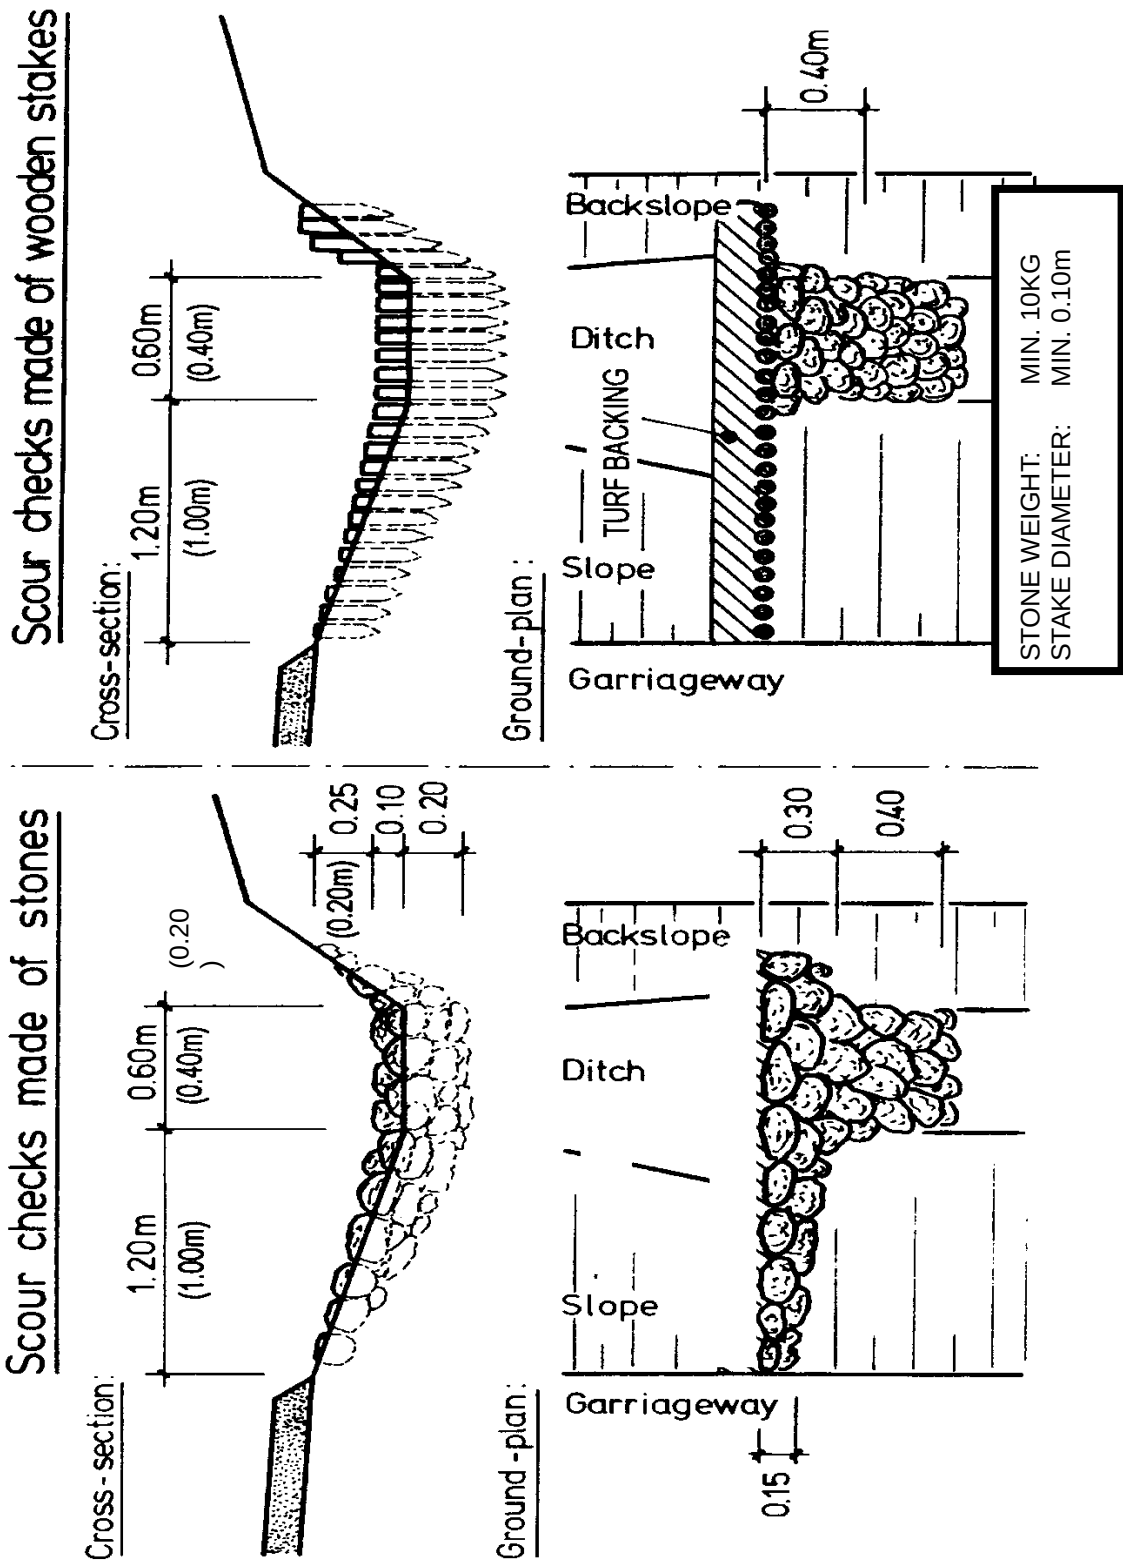 Scour checks made of stones
Cross-section:
1.20m
(1.00m)
0.60m
(0.40m)
(0.20
)
0.25
(0.20m)
0.10
0.20
Ground-plan:
Garriageway
Slope
Ditch
Backslope
0.15
0.30
0.40
Scour checks made of wooden stakes
Cross-section:
1.20m
(1.00m)
0.60m
(0.40m)
Ground-plan:
Garriageway
Slope
TURF BACKING
Ditch
Backslope
0.40m
STONE WEIGHT: MIN. 10KG
STAKE DIAMETER: MIN. 0.10m